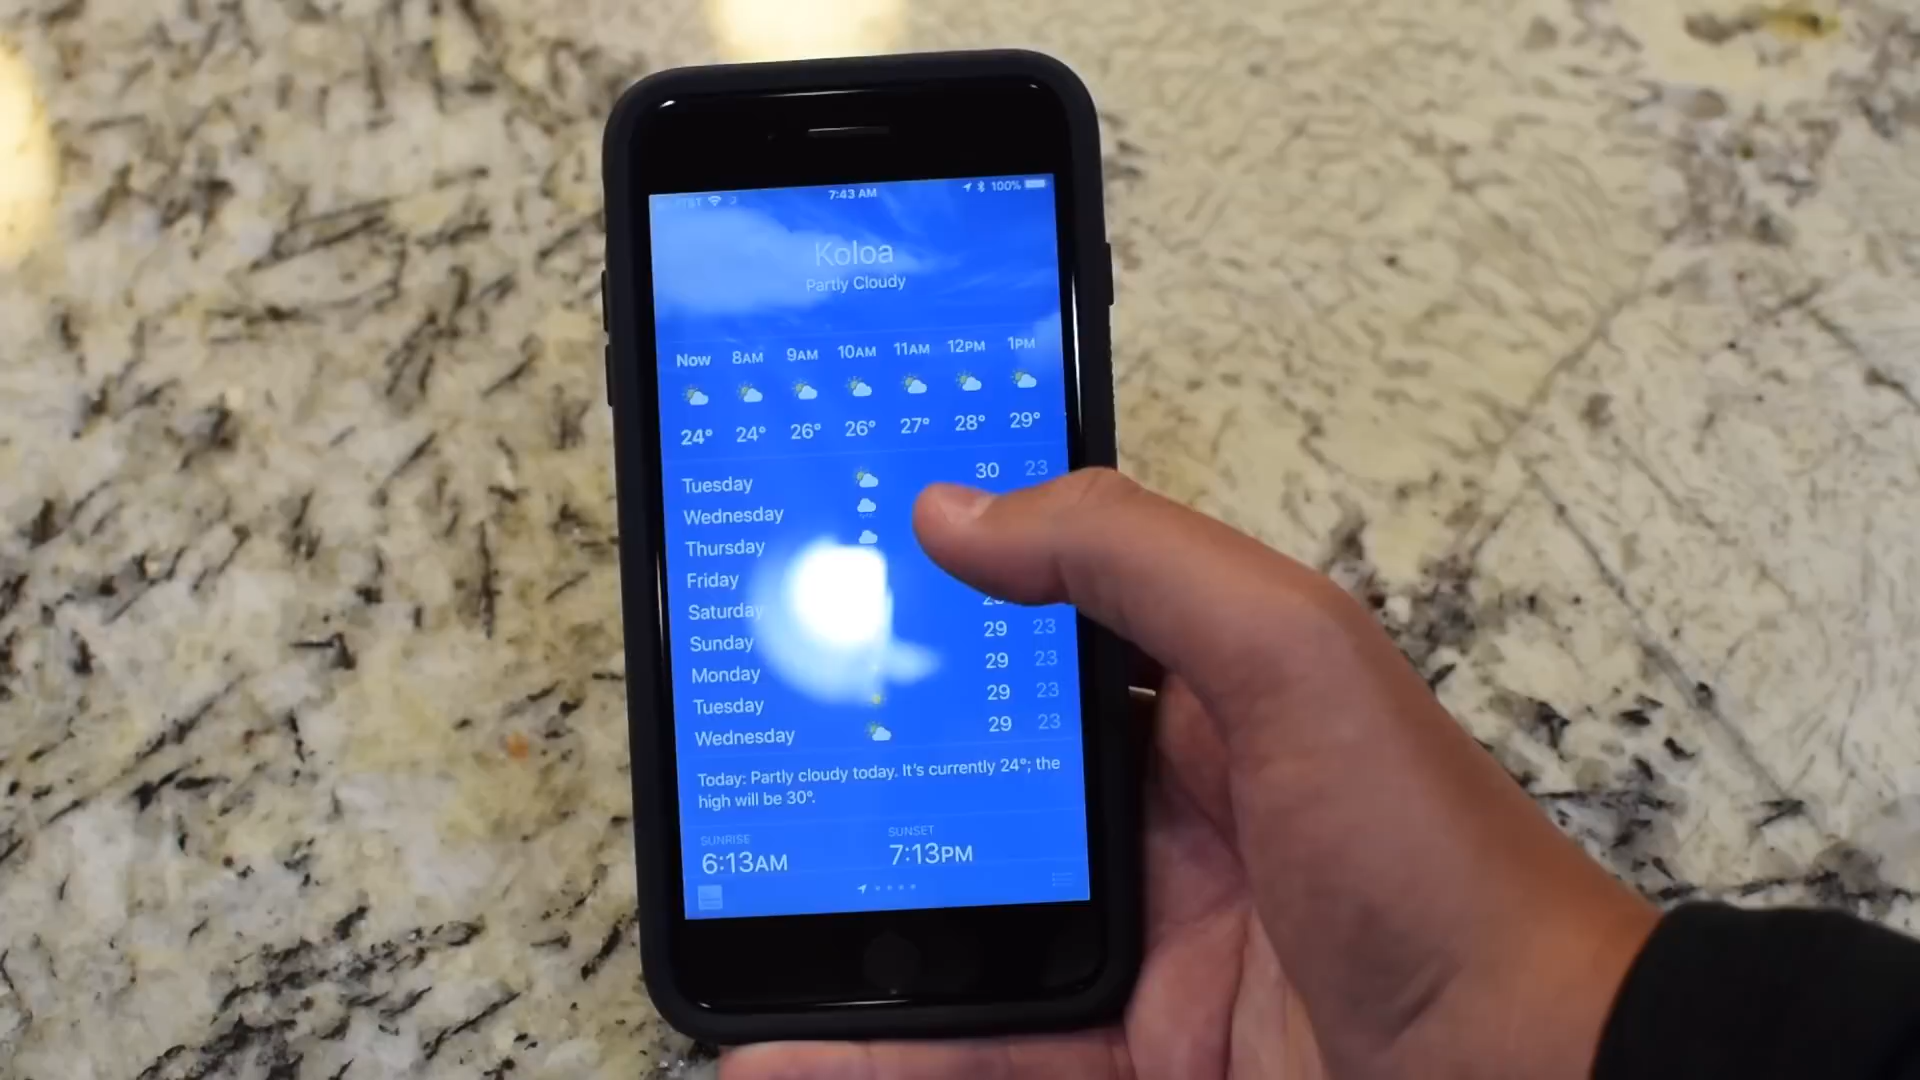 AT&T 7:43 AM 100%
Koloa
Partly Cloudy
Now 8AM 9AM 10AM 11AM 12PM 1PM
24° 24° 26° 26° 27° 28° 29°
Tuesday 30 23
Wednesday
Thursday
Friday
Saturday
Sunday 29 23
Monday 29 23
Tuesday 29 23
Wednesday 29 23
Today: Partly cloudy today. It's currently 24°; the
high will be 30°.
SUNRISE SUNSET
6:13AM 7:13PM